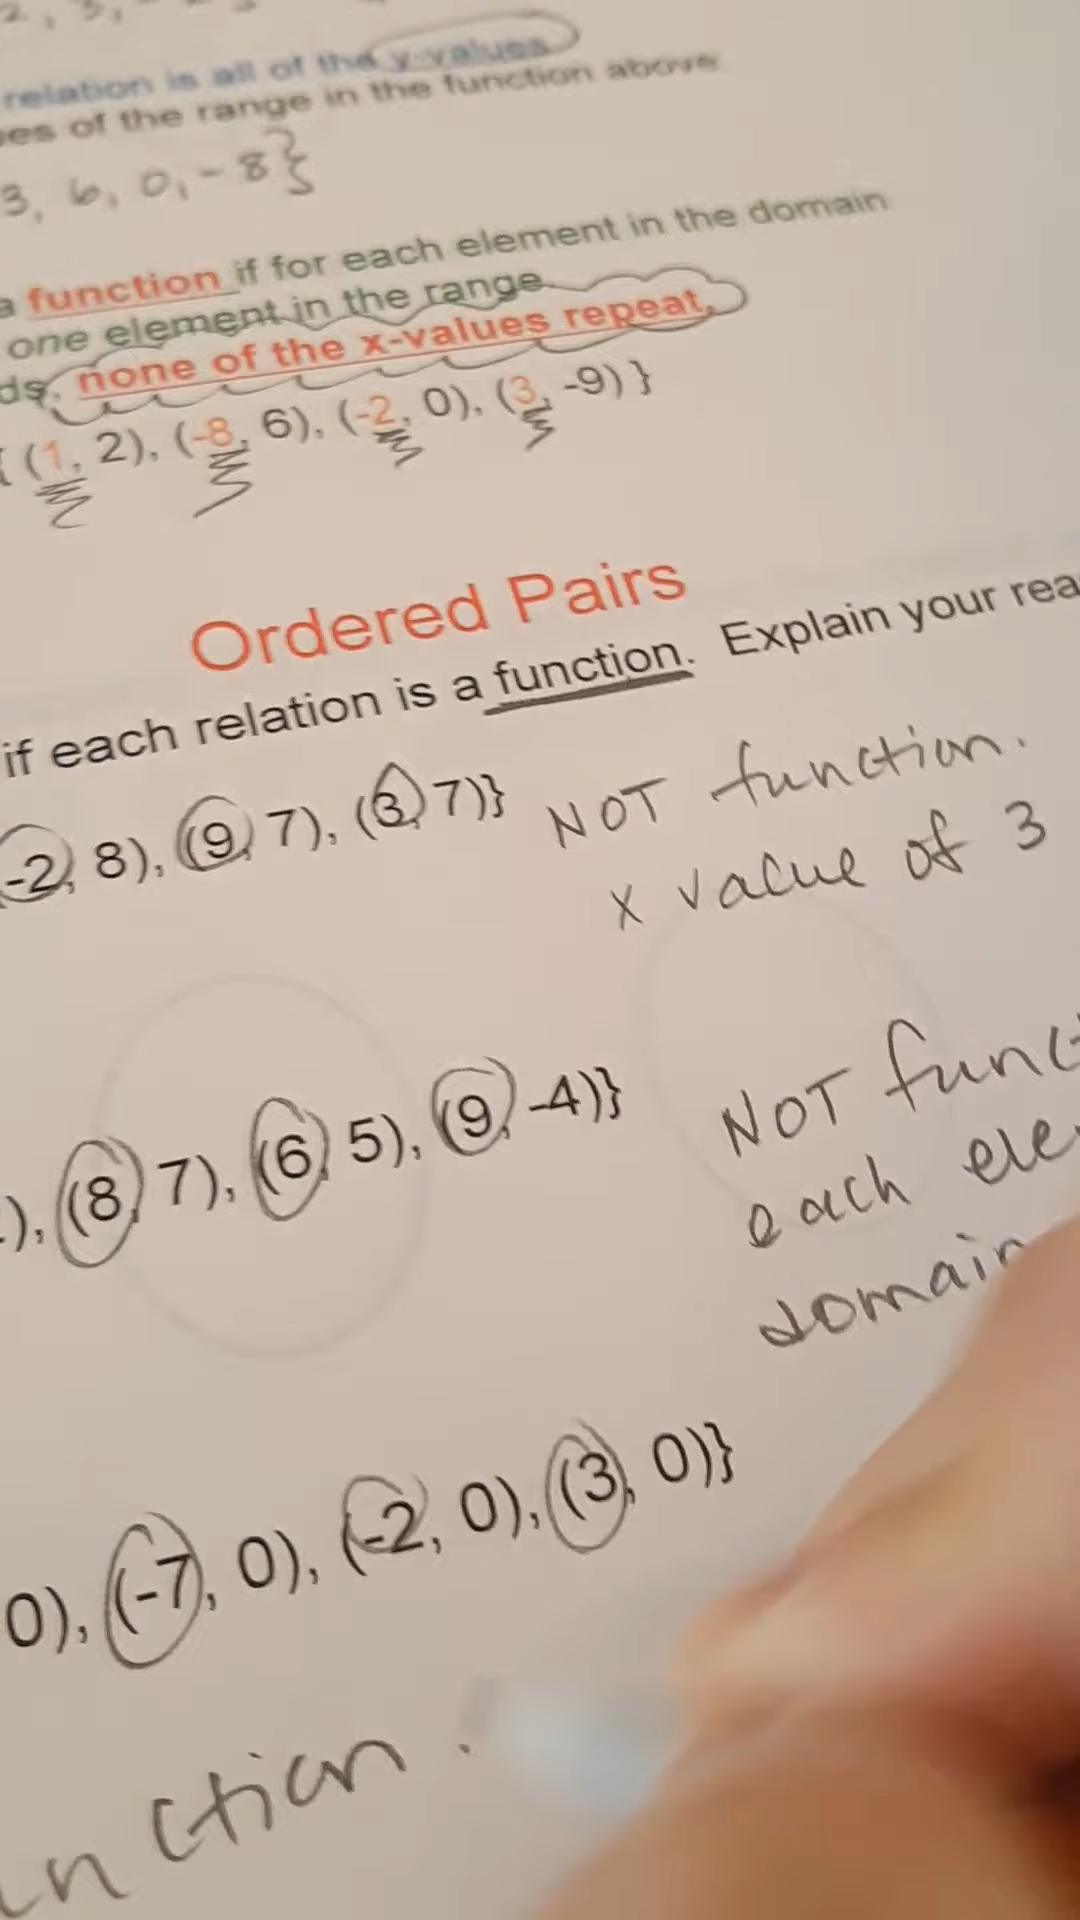 2, 3, -
relation is all of the y-values
es of the range in the function above
3, 6, 0, -8}
a function if for each element in the domain
one element in the range
ds, none of the x-values repeat.
{(1, 2), (-8, 6), (-2, 0), (3, -9)}
Ordered Pairs
if each relation is a function. Explain your rea
-2, 8), (9, 7), (3, 7)} NOT function.
x value of 3
), (8, 7), (6, 5), (9, -4)} NOT funct
each ele
domain
0), (-7, 0), (-2, 0), (3, 0)}
nction.